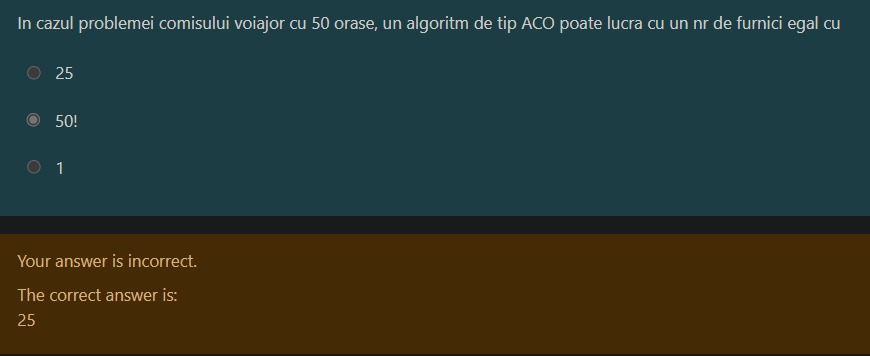 In cazul problemei comisului voiajor cu 50 orase, un algoritm de tip ACO poate lucra cu un nr de furnici egal cu
25
50!
1
Your answer is incorrect.
The correct answer is:
25